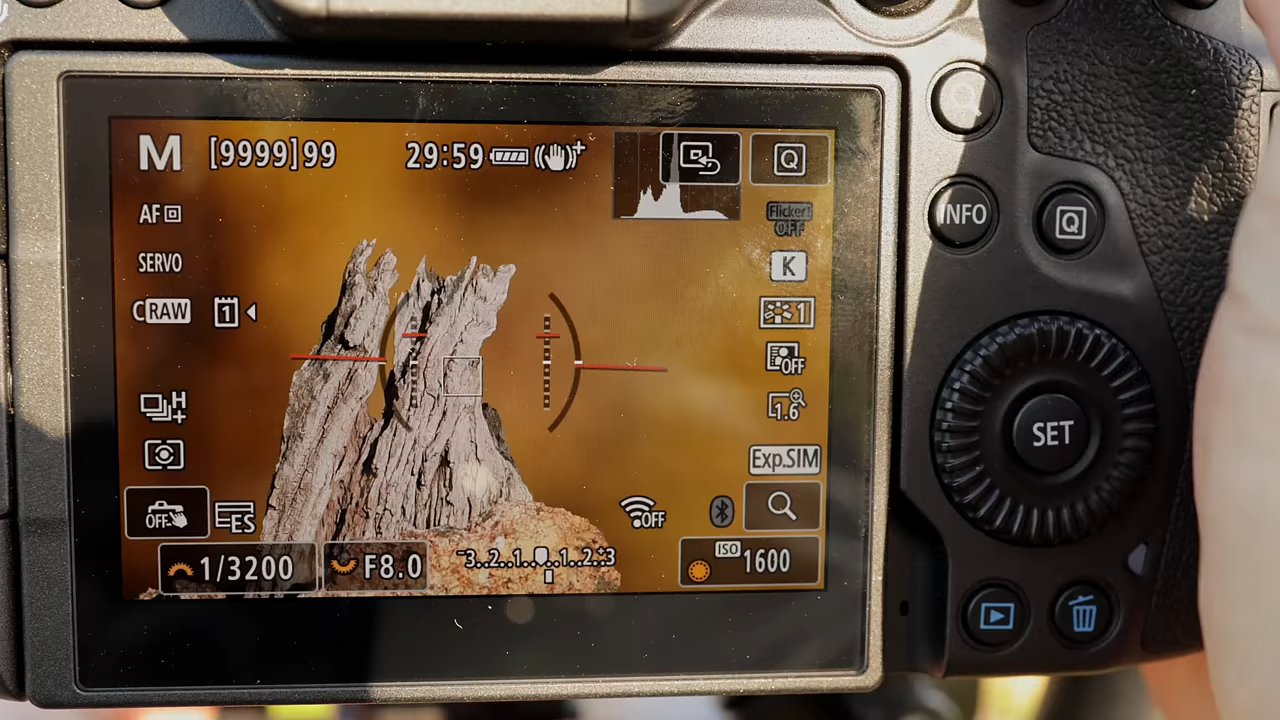 M [9999]99 29:59 Q
AF
SERVO
CRAW 1
H
OFF ES
1/3200 F8.0 -3..2..1..0..1..2..+3 ISO 1600
Flicker!
OFF
K
1
OFF
1.6
Exp.SIM
OFF
INFO Q
SET